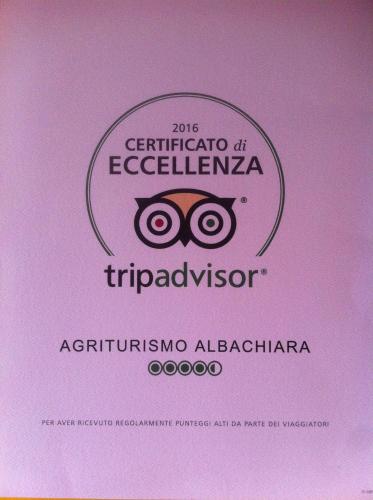 2016
CERTIFICATO di
ECCELLENZA
®
tripadvisor®
AGRITURISMO ALBACHIARA
PER AVER RICEVUTO REGOLARMENTE PUNTEGGI ALTI DA PARTE DEI VIAGGIATORI